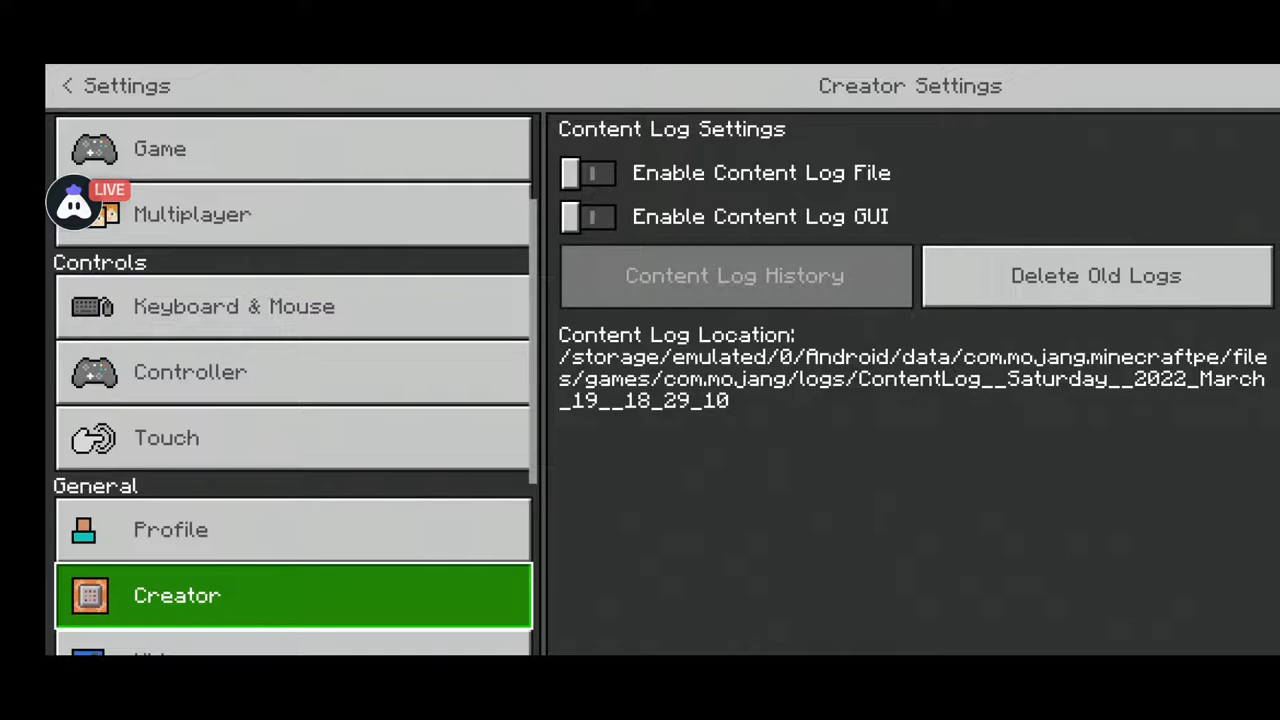 Settings
Creator Settings
Game
LIVE
Multiplayer
Controls
Keyboard & Mouse
Controller
Touch
General
Profile
Creator
Content Log Settings
Enable Content Log File
Enable Content Log GUI
Content Log History
Delete Old Logs
Content Log Location:
/storage/emulated/0/Android/data/com.mojang.minecraftpe/file
s/games/com.mojang/logs/ContentLog__Saturday__2022_March
_19__18_29_10